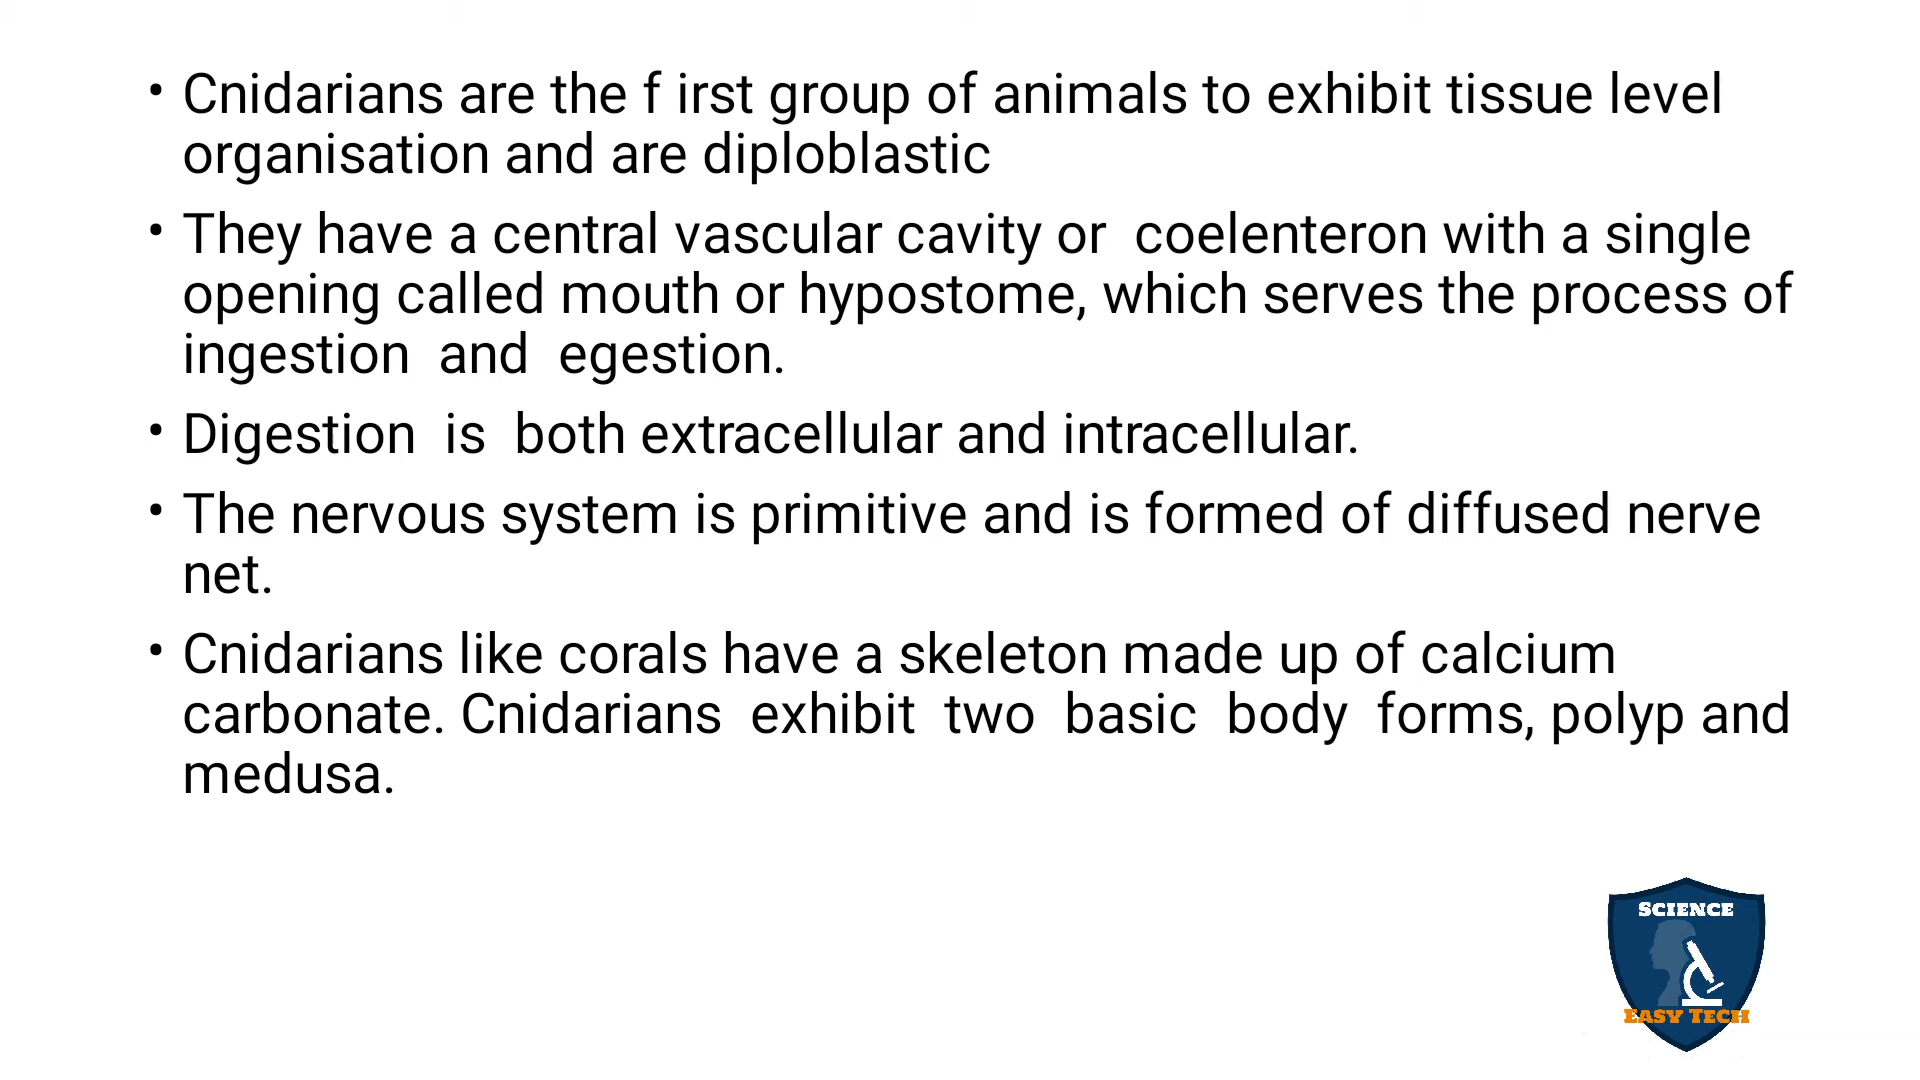 • Cnidarians are the f irst group of animals to exhibit tissue level
organisation and are diploblastic
• They have a central vascular cavity or  coelenteron with a single
opening called mouth or hypostome, which serves the process of
ingestion  and  egestion.
• Digestion  is  both extracellular and intracellular.
• The nervous system is primitive and is formed of diffused nerve
net.
• Cnidarians like corals have a skeleton made up of calcium
carbonate. Cnidarians  exhibit  two  basic  body  forms, polyp and
medusa.
SCIENCE
EASY TECH